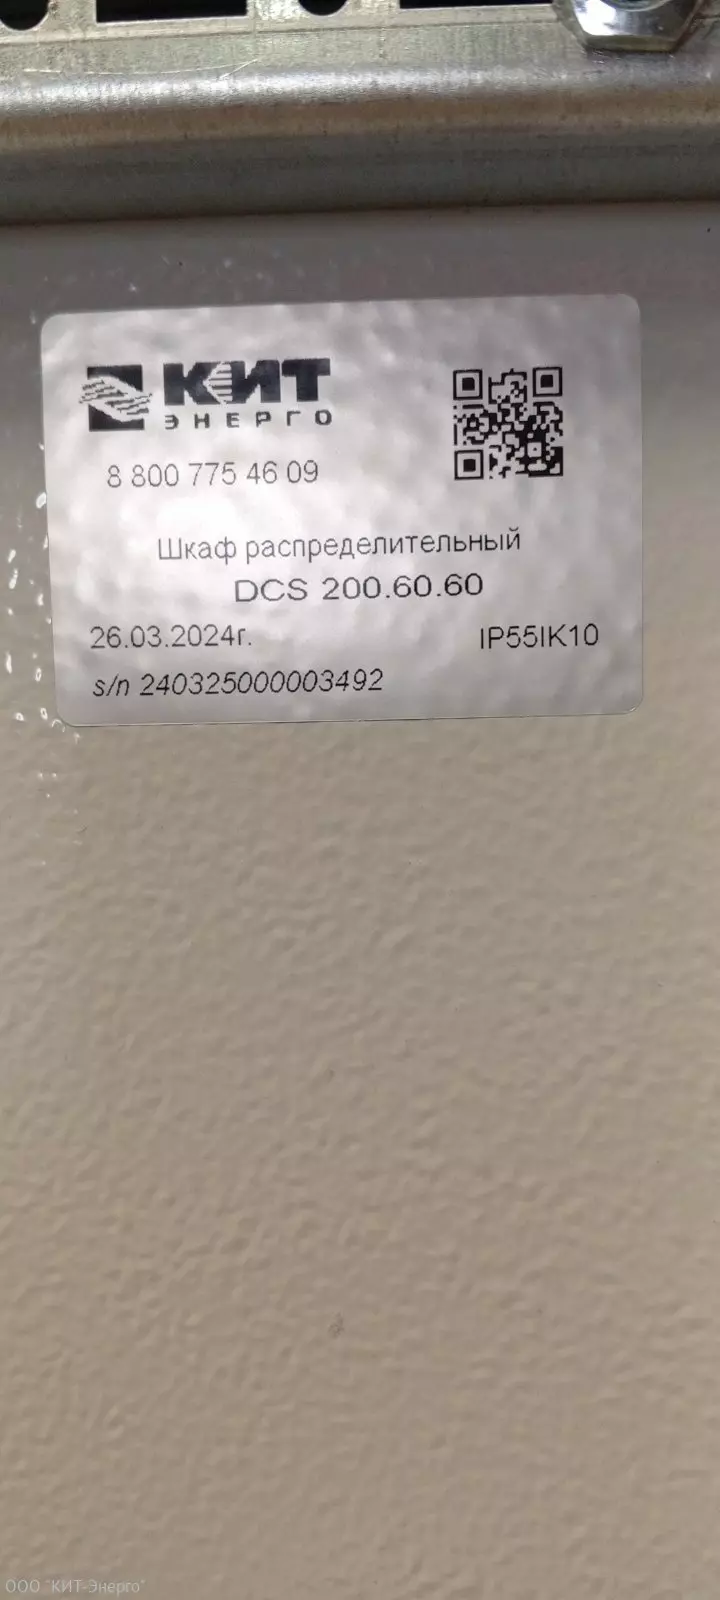 КИТ
ЭНЕРГО
8 800 775 46 09
Шкаф распределительный
DCS 200.60.60
26.03.2024г.
IP55IK10
s/n 240325000003492
ООО "КИТ-Энерго"